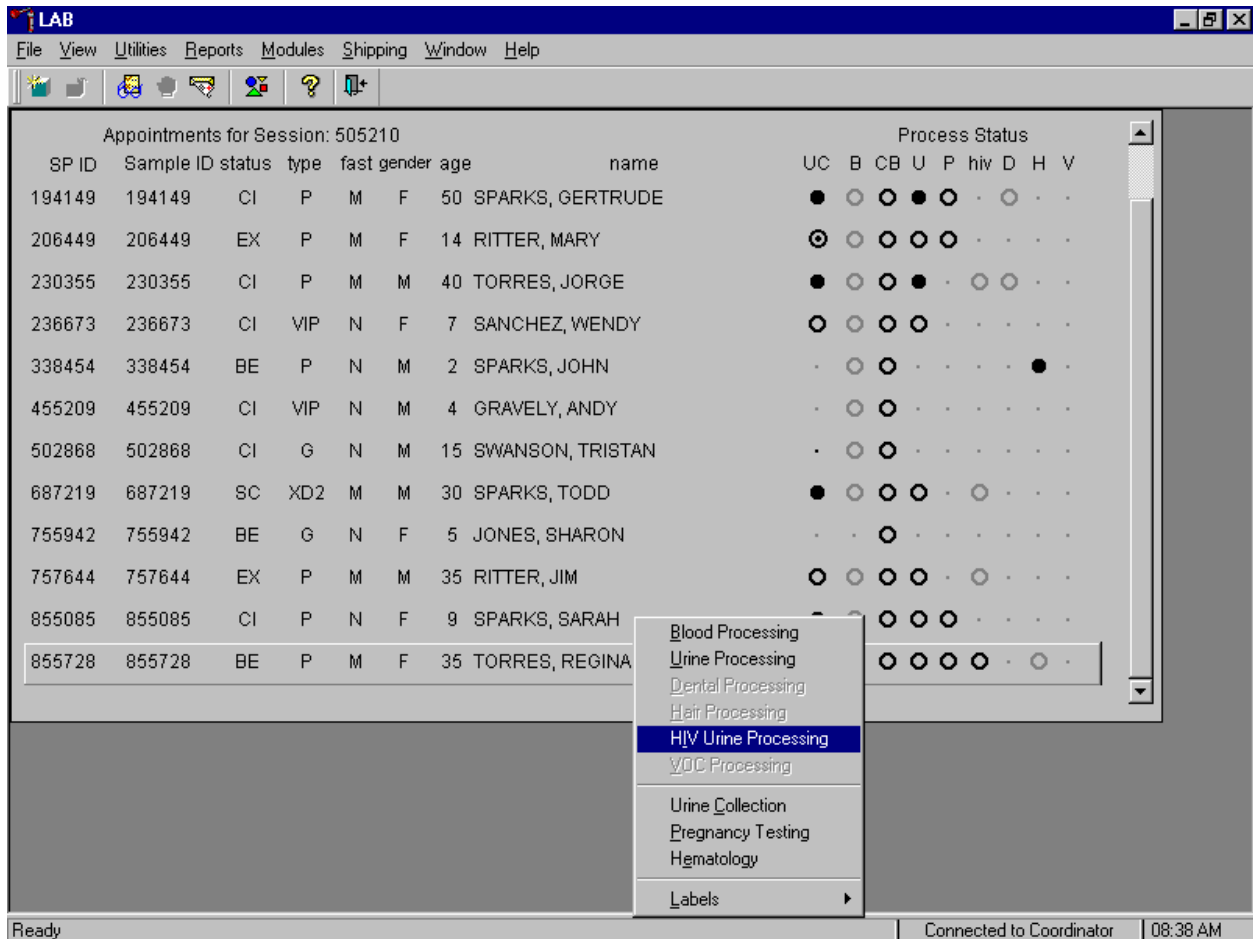 LAB
File View Utilities Reports Modules Shipping Window Help
Appointments for Session: 505210 Process Status
SP ID Sample ID status type fast gender age name UC B CB U P hiv D H V
194149 194149 CI P M F 50 SPARKS, GERTRUDE
206449 206449 EX P M F 14 RITTER, MARY
230355 230355 CI P M M 40 TORRES, JORGE
236673 236673 CI VIP N F 7 SANCHEZ, WENDY
338454 338454 BE P N M 2 SPARKS, JOHN
455209 455209 CI VIP N M 4 GRAVELY, ANDY
502868 502868 CI G N M 15 SWANSON, TRISTAN
687219 687219 SC XD2 M M 30 SPARKS, TODD
755942 755942 BE G N F 5 JONES, SHARON
757644 757644 EX P M M 35 RITTER, JIM
855085 855085 CI P N F 9 SPARKS, SARAH
855728 855728 BE P M F 35 TORRES, REGINA
Blood Processing
Urine Processing
Dental Processing
Hair Processing
HIV Urine Processing
VOC Processing
Urine Collection
Pregnancy Testing
Hematology
Labels
Ready Connected to Coordinator 08:38 AM